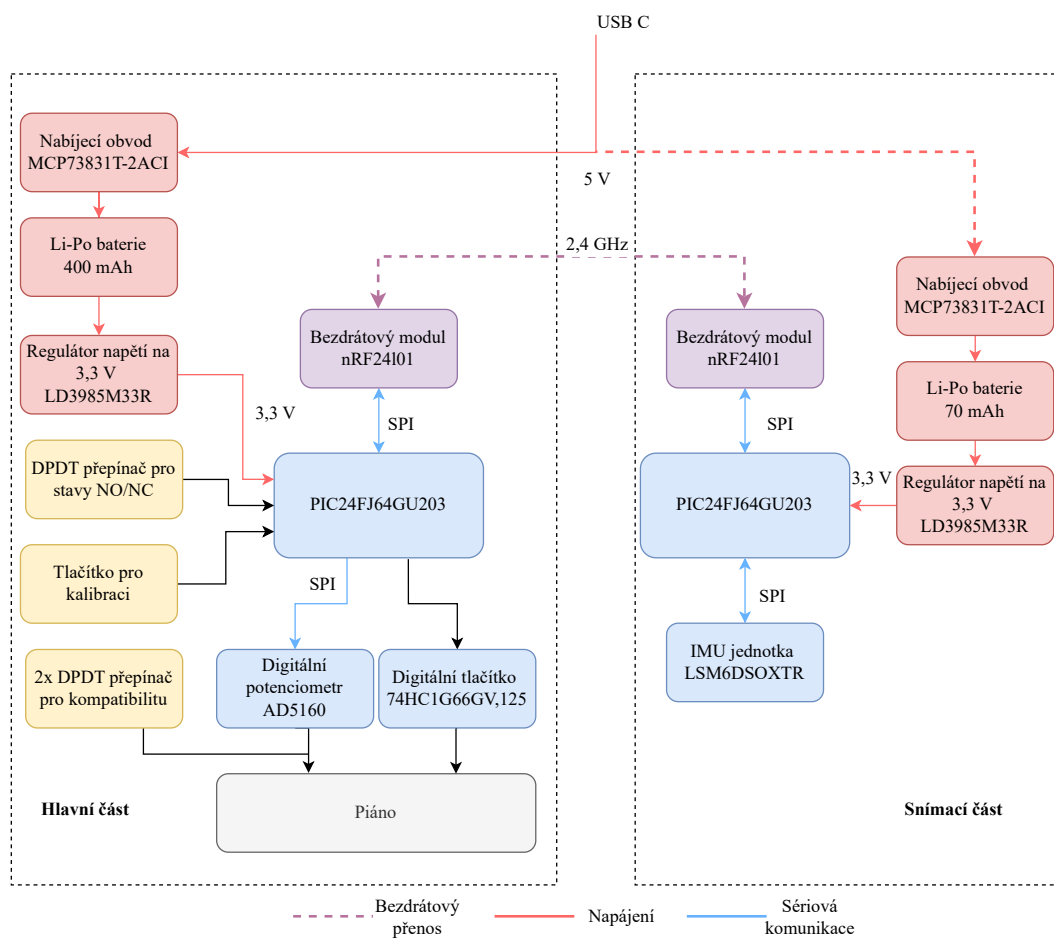 USB C
Nabíjecí obvod
MCP73831T-2ACI
5 V
Li-Po baterie
400 mAh
2,4 GHz
Nabíjecí obvod
MCP73831T-2ACI
Regulátor napětí na
3,3 V
LD3985M33R
Bezdrátový modul
nRF24l01
Bezdrátový modul
nRF24l01
Li-Po baterie
70 mAh
3,3 V
SPI
SPI
DPDT přepínač pro
stavy NO/NC
PIC24FJ64GU203
PIC24FJ64GU203
3,3 V
Regulátor napětí na
3,3 V
LD3985M33R
Tlačítko pro
kalibraci
SPI
SPI
2x DPDT přepínač
pro kompatibilitu
Digitální
potenciometr
AD5160
Digitální tlačítko
74HC1G66GV,125
IMU jednotka
LSM6DSOXTR
Hlavní část
Piáno
Snímací část
Bezdrátový
přenos
Napájení
Sériová
komunikace